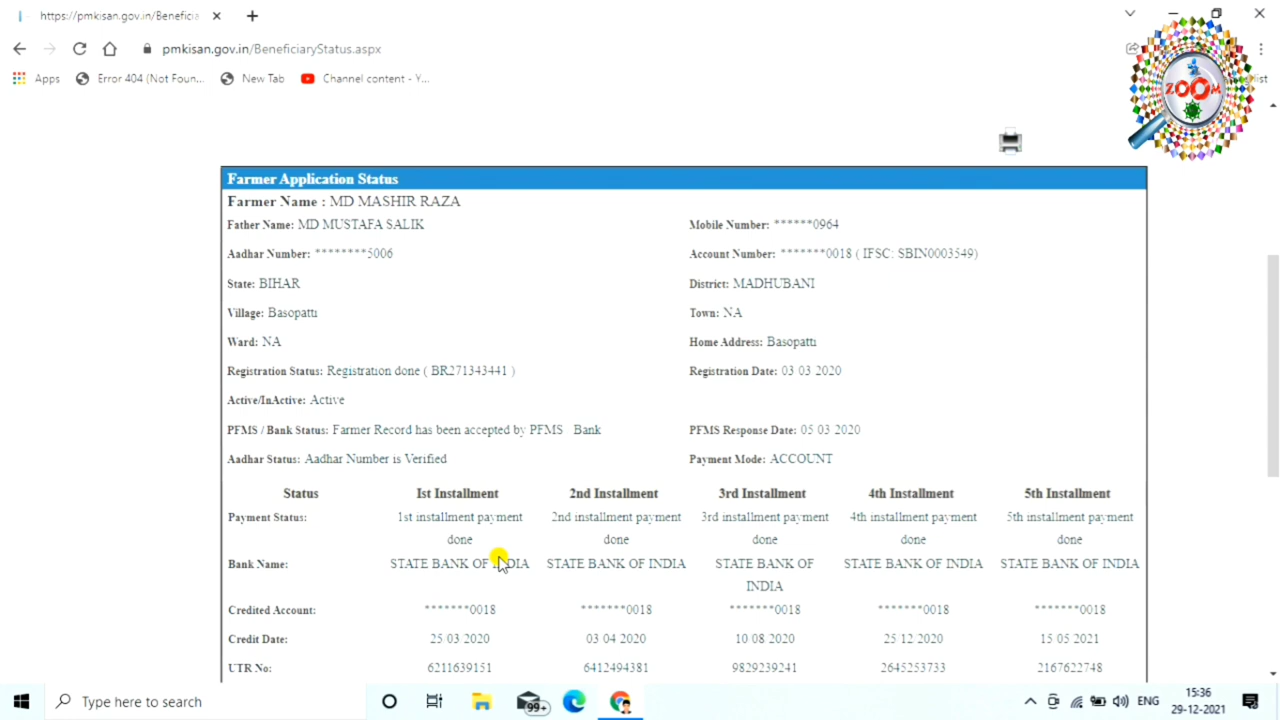 https://pmkisan.gov.in/Beneficia
pmkisan.gov.in/BeneficiaryStatus.aspx
Apps Error 404 (Not Foun... New Tab Channel content - Y...
ZOOM
Farmer Application Status
Farmer Name : MD MASHIR RAZA
Father Name: MD MUSTAFA SALIK Mobile Number: ******0964
Aadhar Number: ********5006 Account Number: *******0018 ( IFSC: SBIN0003549)
State: BIHAR District: MADHUBANI
Village: Basopatti Town: NA
Ward: NA Home Address: Basopatti
Registration Status: Registration done ( BR271343441 ) Registration Date: 03 03 2020
Active/InActive: Active
PFMS / Bank Status: Farmer Record has been accepted by PFMS Bank PFMS Response Date: 05 03 2020
Aadhar Status: Aadhar Number is Verified Payment Mode: ACCOUNT
Status Ist Installment 2nd Installment 3rd Installment 4th Installment 5th Installment
Payment Status: 1st installment payment 2nd installment payment 3rd installment payment 4th installment payment 5th installment payment
done done done done done
Bank Name: STATE BANK OF INDIA STATE BANK OF INDIA STATE BANK OF STATE BANK OF INDIA STATE BANK OF INDIA
INDIA
Credited Account: *******0018 *******0018 *******0018 *******0018 *******0018
Credit Date: 25 03 2020 03 04 2020 10 08 2020 25 12 2020 15 05 2021
UTR No: 6211639151 6412494381 9829239241 2645253733 2167622748
Type here to search 99+ ENG 15:36
29-12-2021